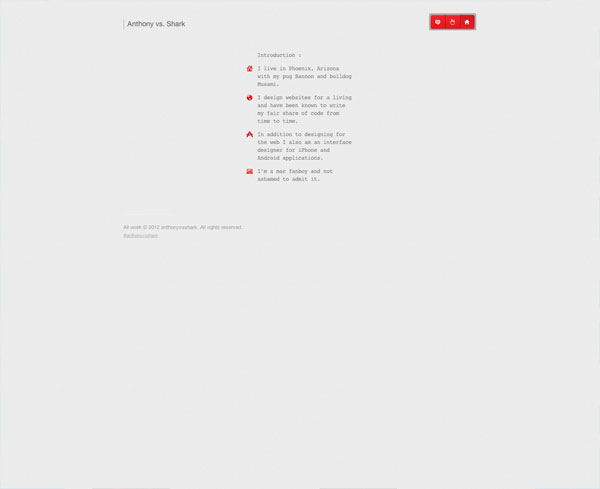 Anthony vs. Shark
Introduction :
I live in Phoenix, Arizona
with my pug Bannon and bulldog
Murami.
I design websites for a living
and have been known to write
my fair share of code from
time to time.
In addition to designing for
the web I also am an interface
designer for iPhone and
Android applications.
I'm a mac fanboy and not
ashamed to admit it.
All work © 2012 anthonyvsshark. All rights reserved.